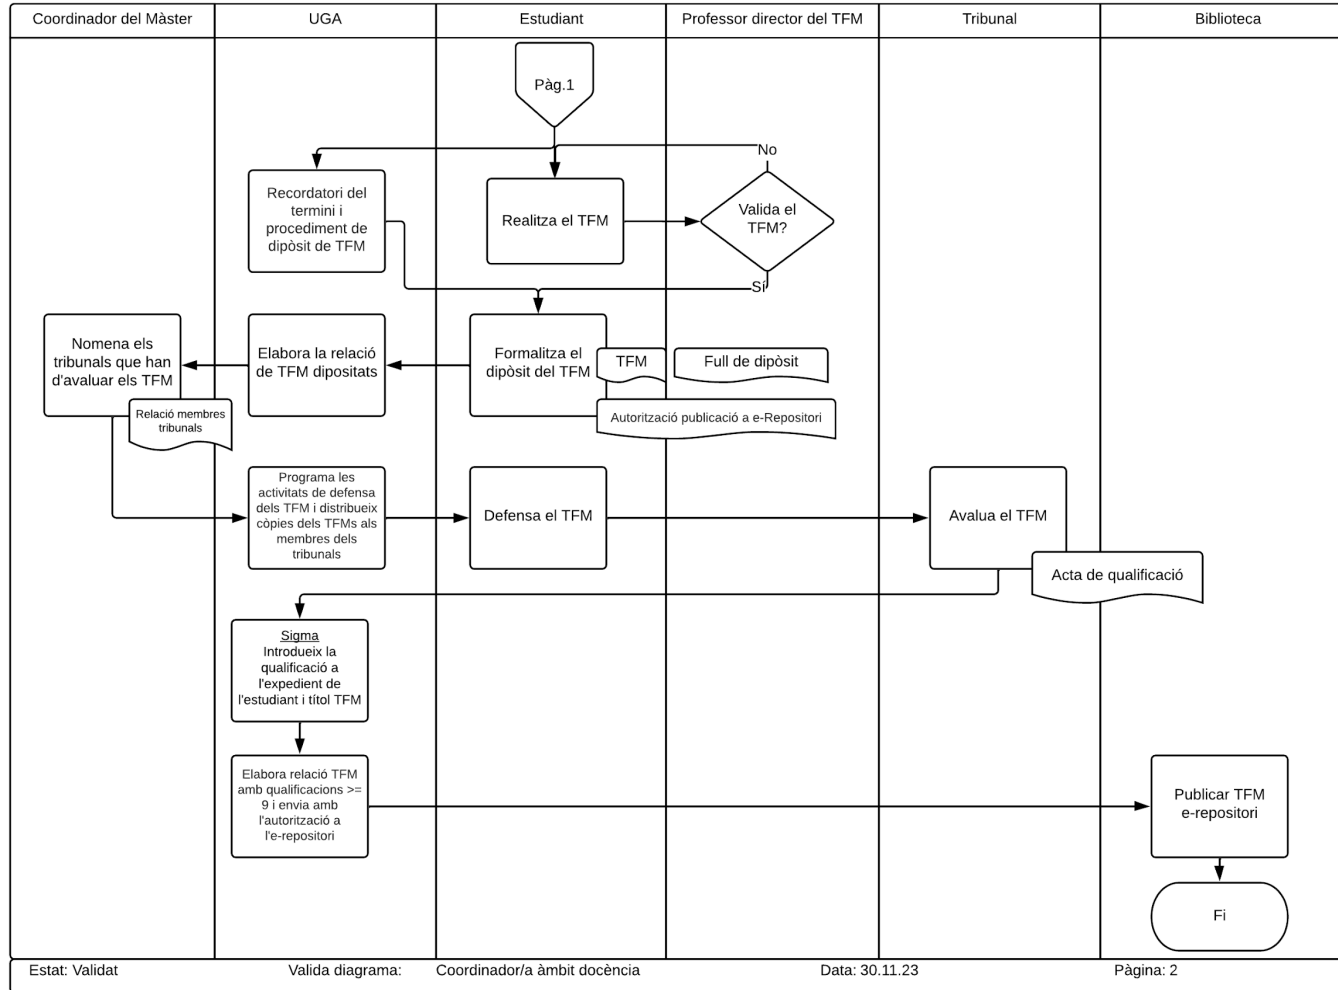 Coordinador del Màster
UGA
Estudiant
Professor director del TFM
Tribunal
Biblioteca
Pàg.1
No
Recordatori del
termini i
procediment de
dipòsit de TFM
Realitza el TFM
Valida el
TFM?
Sí
Nomena els
tribunals que han
d'avaluar els TFM
Relació membres
tribunals
Elabora la relació
de TFM dipositats
Formalitza el
dipòsit del TFM
TFM
Full de dipòsit
Autorització publicació a e-Repositori
Programa les
activitats de defensa
dels TFM i distribueix
còpies dels TFMs als
membres dels
tribunals
Defensa el TFM
Avalua el TFM
Acta de qualificació
Sigma
Introdueix la
qualificació a
l'expedient de
l'estudiant i títol TFM
Elabora relació TFM
amb qualificacions >=
9 i envia amb
l'autorització a
l'e-repositori
Publicar TFM
e-repositori
Fi
Estat: Validat
Valida diagrama:
Coordinador/a àmbit docència
Data: 30.11.23
Pàgina: 2